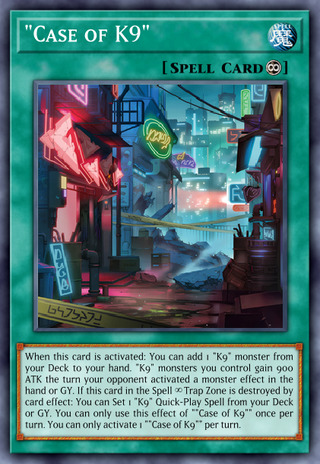 "Case of K9"
魔
[Spell Card]
When this card is activated: You can add 1 "K9" monster from
your Deck to your hand. "K9" monsters you control gain 900
ATK the turn your opponent activated a monster effect in the
hand or GY. If this card in the Spell & Trap Zone is destroyed by
card effect: You can Set 1 "K9" Quick-Play Spell from your Deck
or GY. You can only use this effect of ""Case of K9"" once per
turn. You can only activate 1 ""Case of K9"" per turn.